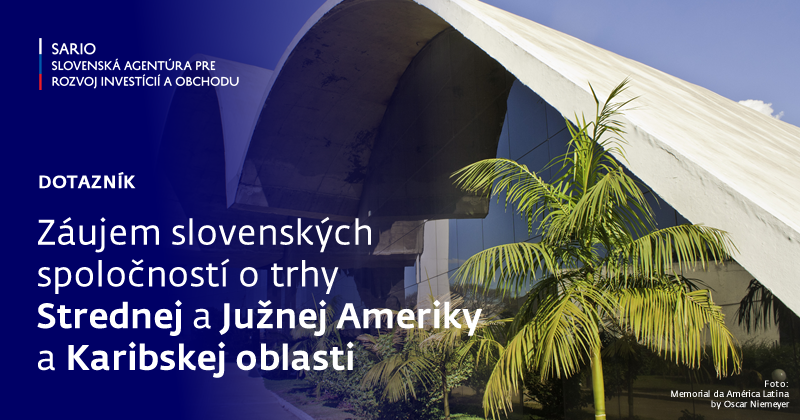 SARIO
SLOVENSKÁ AGENTÚRA PRE
ROZVOJ INVESTÍCIÍ A OBCHODU
DOTAZNÍK
Záujem slovenských
spoločností o trhy
Strednej a Južnej Ameriky
a Karibskej oblasti
Foto:
Memorial da América Latina
by Oscar Niemeyer